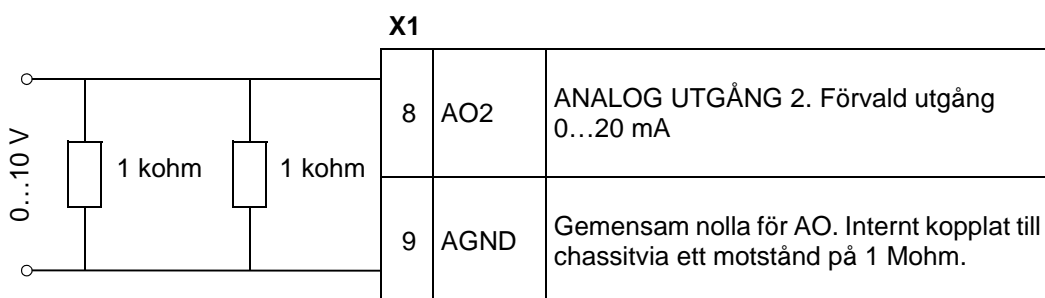 X1
0…10 V
1 kohm
1 kohm
8
AO2
ANALOG UTGÅNG 2. Förvald utgång
0…20 mA
9
AGND
Gemensam nolla för AO. Internt kopplat till
chassitvia ett motstånd på 1 Mohm.